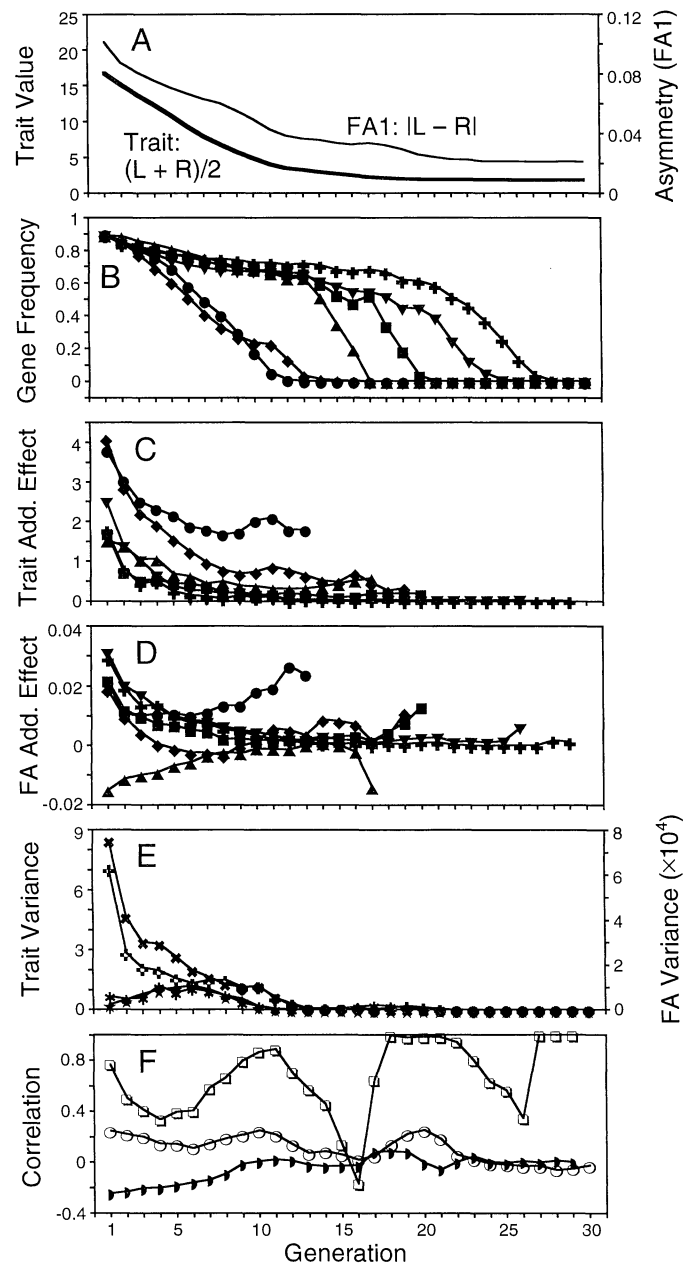 A
Trait Value
25
20
15
10
5
0
Trait:
(L + R)/2
FA1: |L – R|
0.12
0.08
0.04
0
Asymmetry (FA1)
B
Gene Frequency
1
0.8
0.6
0.4
0.2
0
C
Trait Add. Effect
4
3
2
1
0
D
FA Add. Effect
0.04
0.02
0
-0.02
E
Trait Variance
9
6
3
0
8
6
4
2
0
FA Variance (×10⁴)
F
Correlation
0.8
0.4
0
-0.4
1 5 10 15 20 25 30
Generation